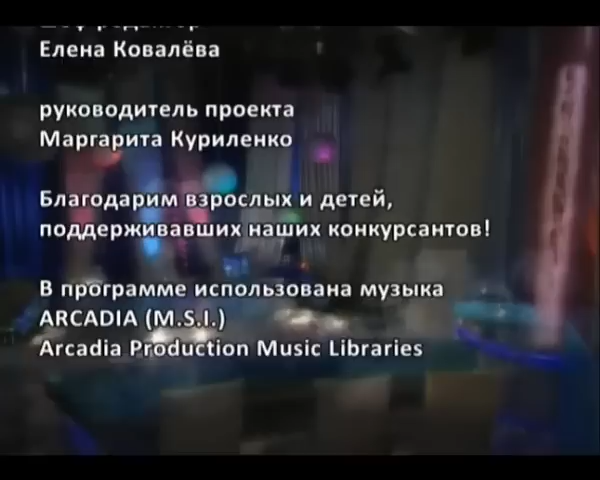 Елена Ковалёва
руководитель проекта
Маргарита Куриленко
Благодарим взрослых и детей,
поддерживавших наших конкурсантов!
В программе использована музыка
ARCADIA (M.S.I.)
Arcadia Production Music Libraries